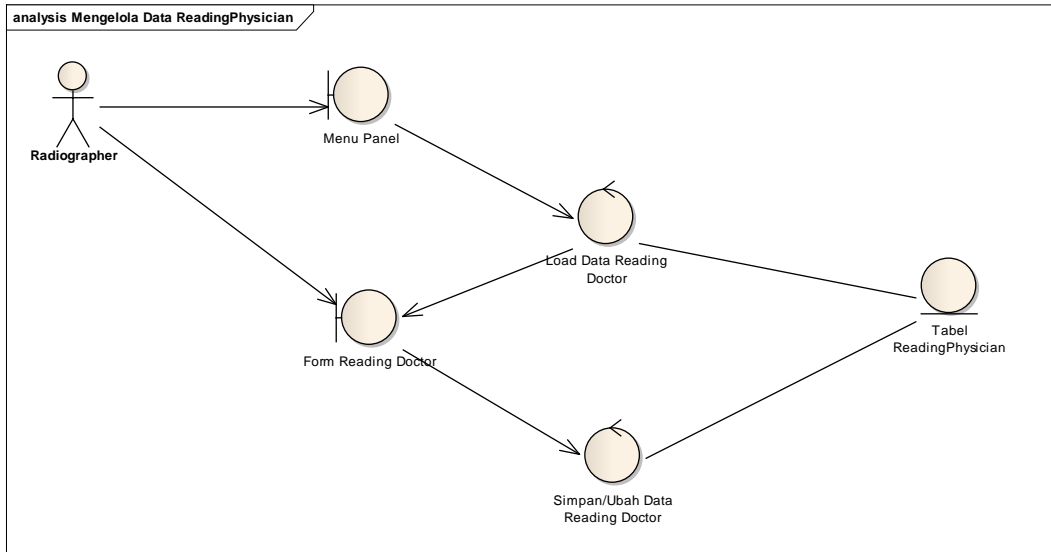 analysis Mengelola Data ReadingPhysician
Radiographer
Menu Panel
Load Data Reading
Doctor
Form Reading Doctor
Tabel
ReadingPhysician
Simpan/Ubah Data
Reading Doctor